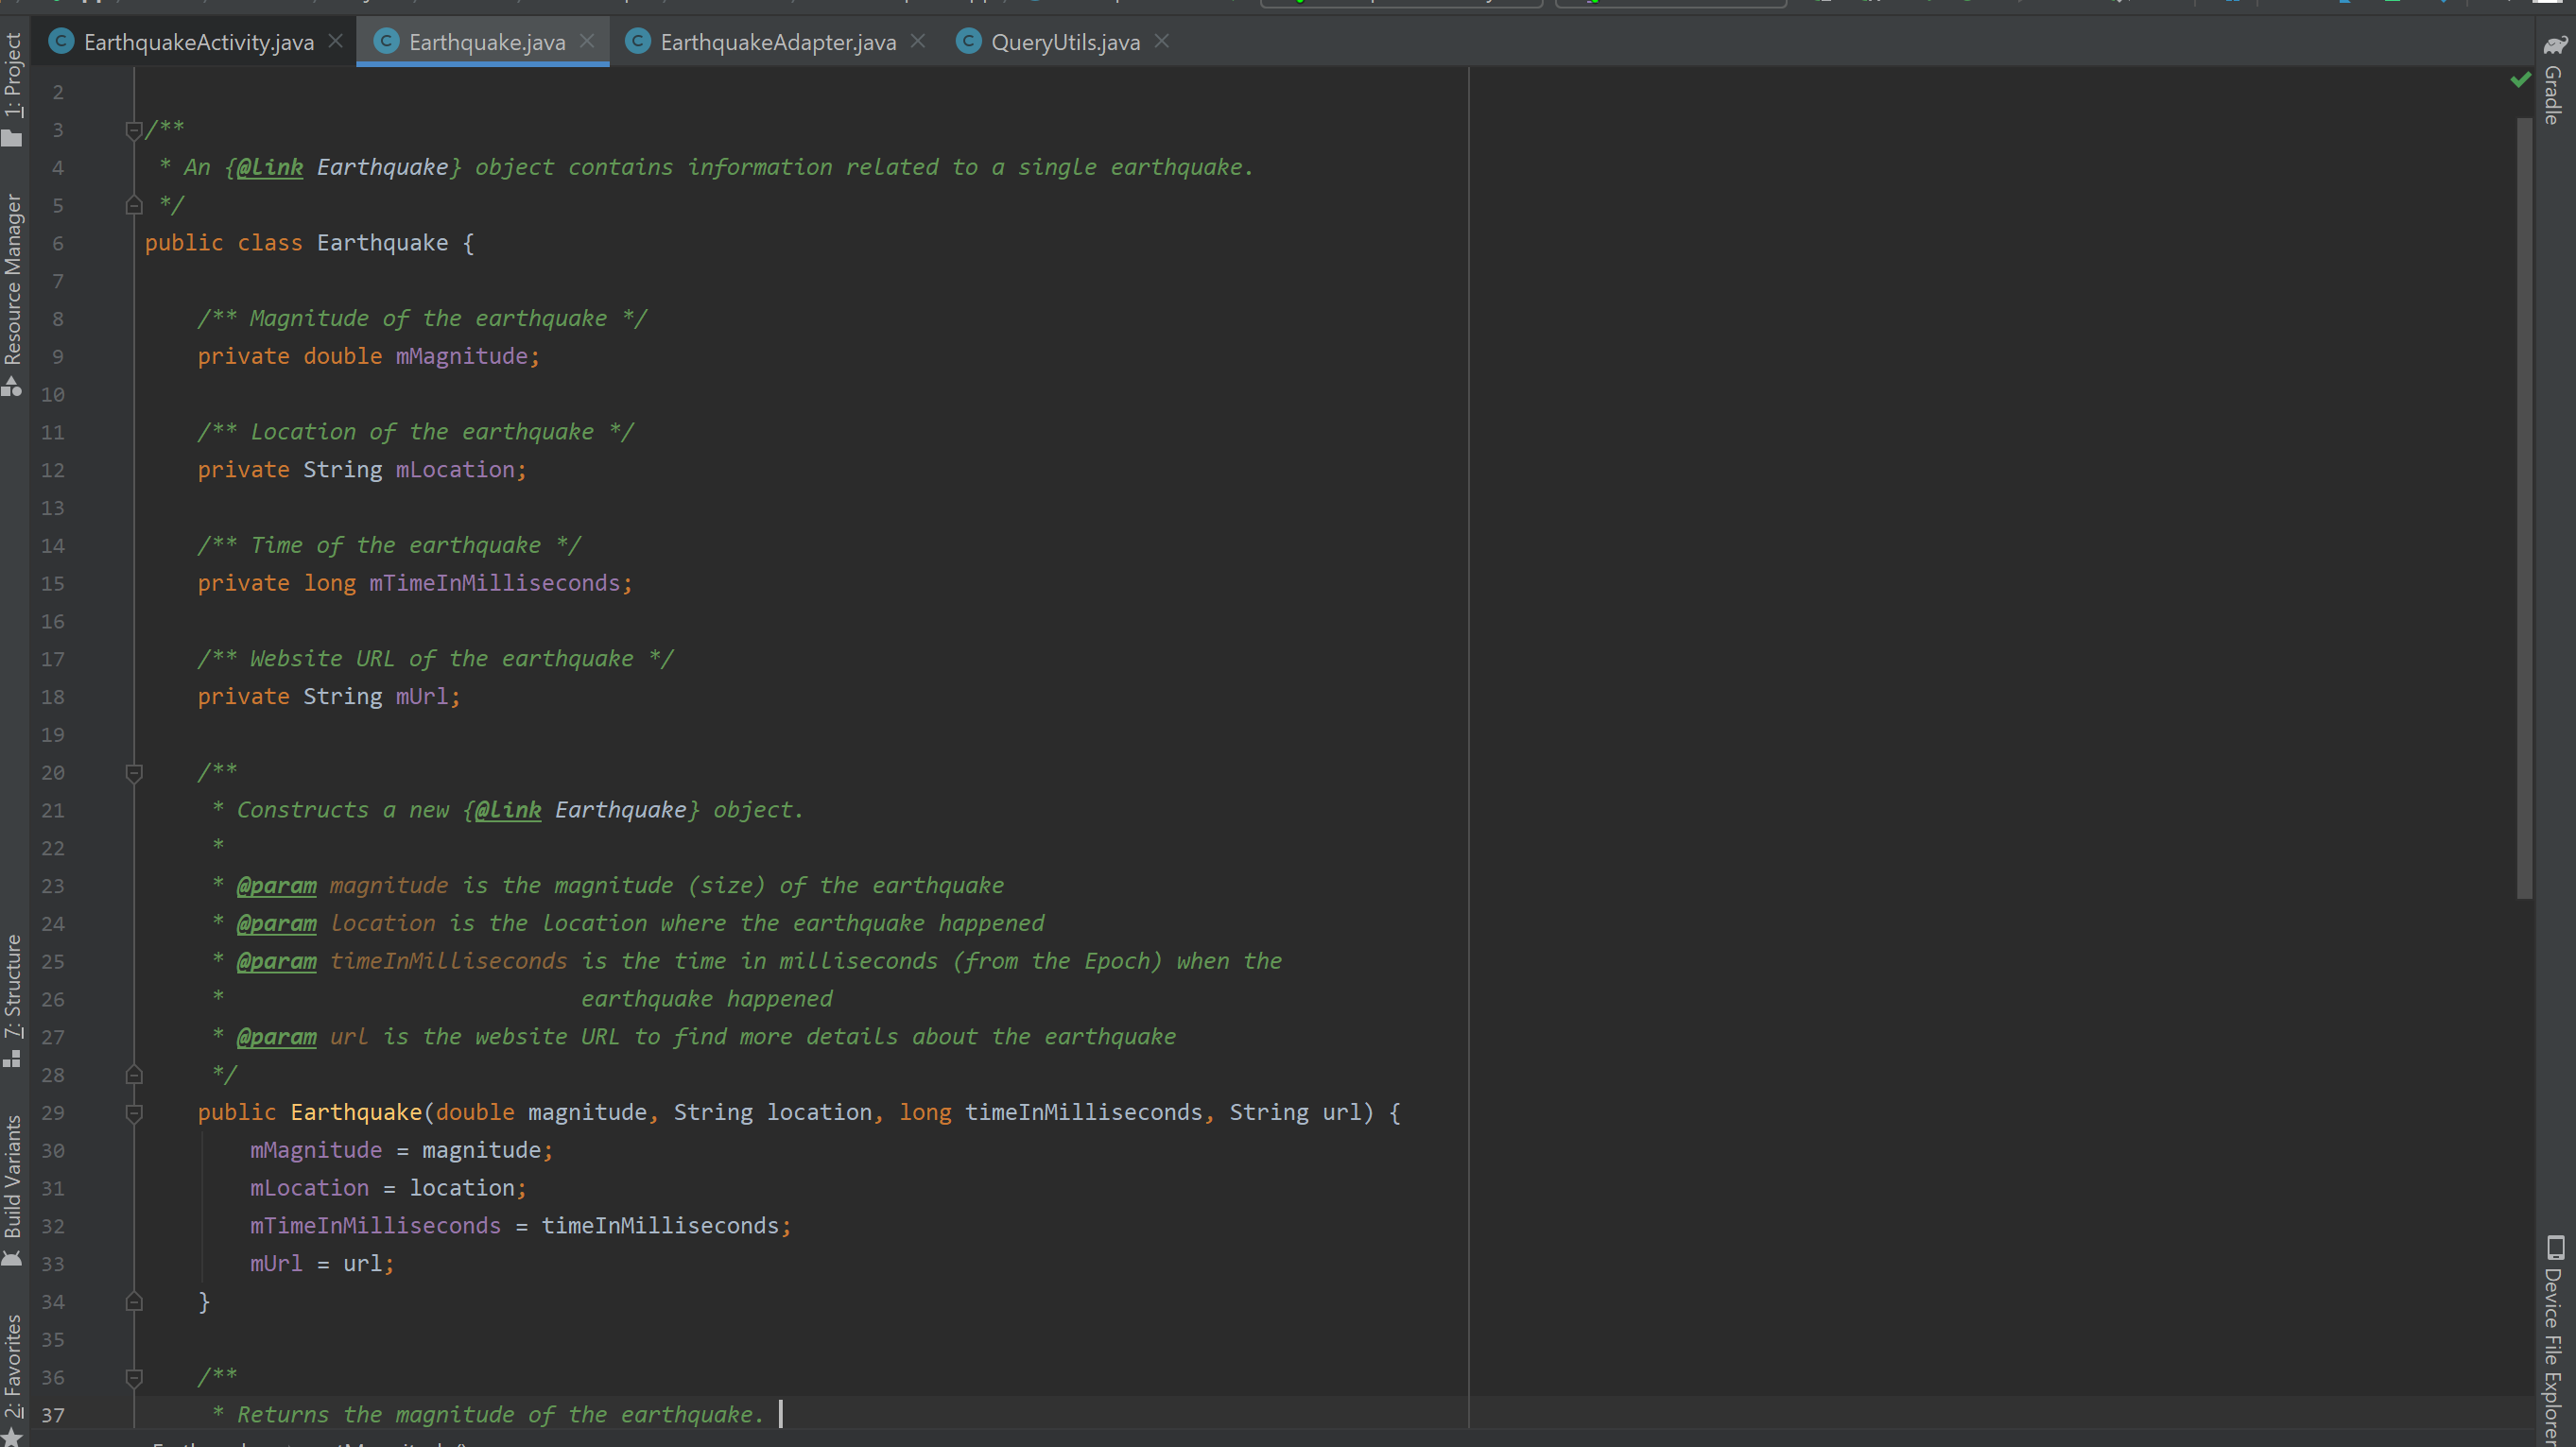 EarthquakeActivity.java Earthquake.java EarthquakeAdapter.java QueryUtils.java
1: Project
Resource Manager
7: Structure
Build Variants
2: Favorites
2
3 /**
4 * An {@link Earthquake} object contains information related to a single earthquake.
5 */
6 public class Earthquake {
7
8 /** Magnitude of the earthquake */
9 private double mMagnitude;
10
11 /** Location of the earthquake */
12 private String mLocation;
13
14 /** Time of the earthquake */
15 private long mTimeInMilliseconds;
16
17 /** Website URL of the earthquake */
18 private String mUrl;
19
20 /**
21 * Constructs a new {@link Earthquake} object.
22 *
23 * @param magnitude is the magnitude (size) of the earthquake
24 * @param location is the location where the earthquake happened
25 * @param timeInMilliseconds is the time in milliseconds (from the Epoch) when the
26 * earthquake happened
27 * @param url is the website URL to find more details about the earthquake
28 */
29 public Earthquake(double magnitude, String location, long timeInMilliseconds, String url) {
30 mMagnitude = magnitude;
31 mLocation = location;
32 mTimeInMilliseconds = timeInMilliseconds;
33 mUrl = url;
34 }
35
36 /**
37 * Returns the magnitude of the earthquake.
Gradle
Device File Explorer